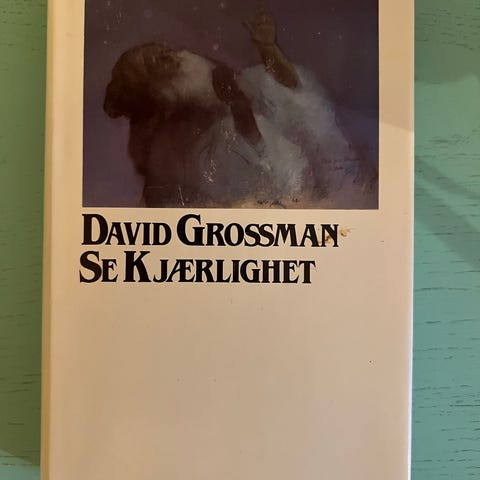 DAVID GROSSMAN
SE KJÆRLIGHET